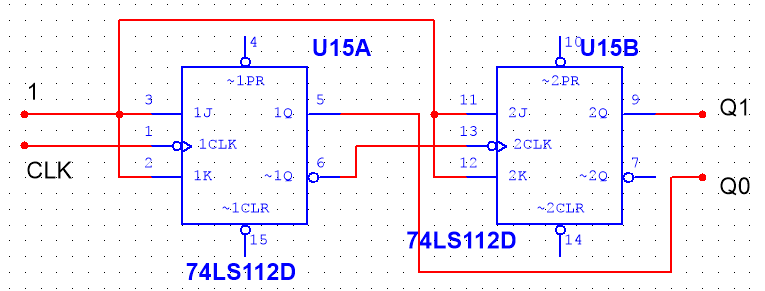 4
U15A
10
U15B
~1PR
~2PR
1
3
1J
1Q
5
11
2J
2Q
9
Q1
1
1CLK
13
2CLK
CLK
2
1K
~1Q
6
12
2K
~2Q
7
Q0
~1CLR
~2CLR
15
74LS112D
14
74LS112D